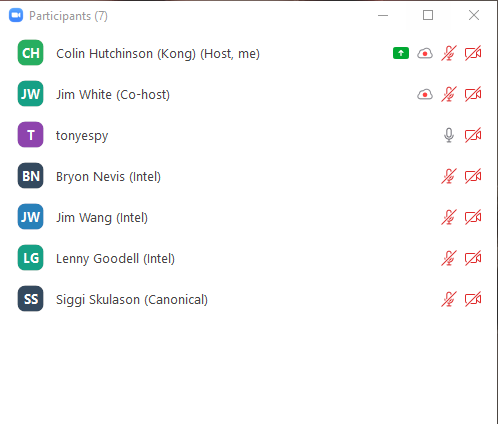 Participants (7)
CH Colin Hutchinson (Kong) (Host, me)
JW Jim White (Co-host)
T tonyespy
BN Bryon Nevis (Intel)
JW Jim Wang (Intel)
LG Lenny Goodell (Intel)
SS Siggi Skulason (Canonical)